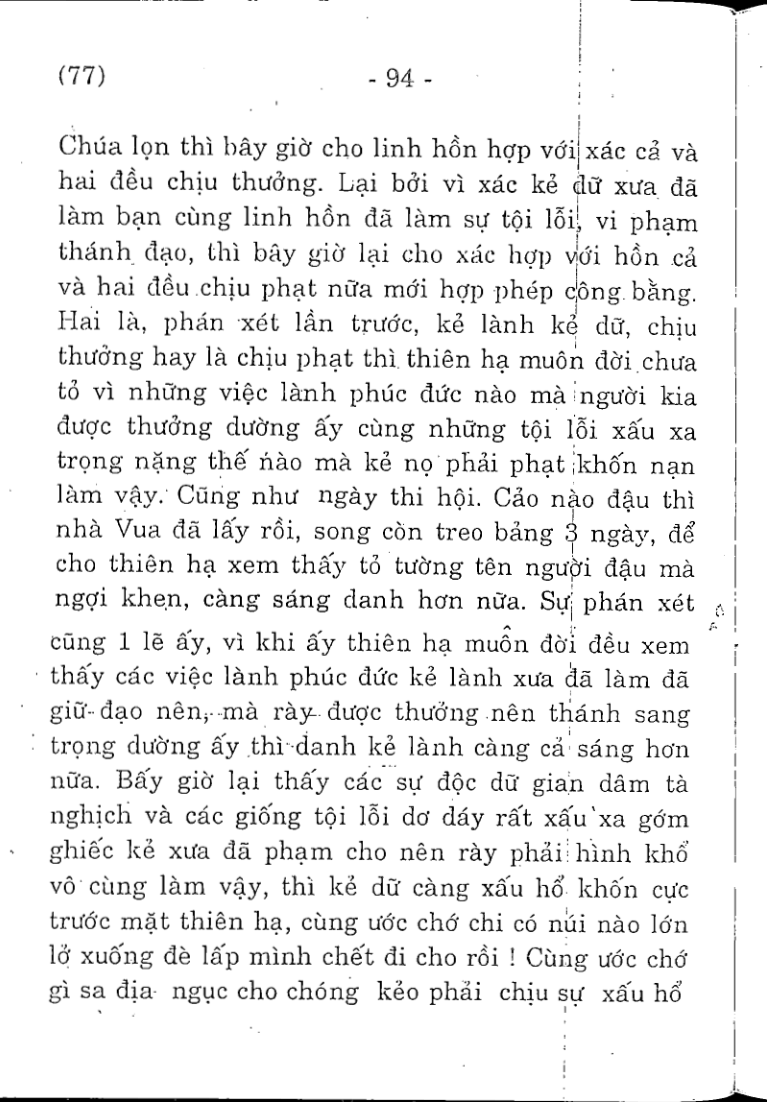 (77)
- 94 -
Chúa lọn thì bây giờ cho linh hồn hợp với xác cả và
hai đều chịu thưởng. Lại bởi vì xác kẻ dữ xưa đã
làm bạn cùng linh hồn đã làm sự tội lỗi, vi phạm
thánh đạo, thì bây giờ lại cho xác hợp với hồn cả
và hai đều chịu phạt nữa mới hợp phép công bằng.
Hai là, phán xét lần trước, kẻ lành kẻ dữ, chịu
thưởng hay là chịu phạt thì thiên hạ muôn đời chưa
tỏ vì những việc lành phúc đức nào mà người kia
được thưởng dường ấy cùng những tội lỗi xấu xa
trọng nặng thế nào mà kẻ nọ phải phạt khốn nạn
làm vậy. Cũng như ngày thi hội. Cảo nào đậu thì
nhà Vua đã lấy rồi, song còn treo bảng 3 ngày, để
cho thiên hạ xem thấy tỏ tường tên người đậu mà
ngợi khen, càng sáng danh hơn nữa. Sự phán xét
cũng 1 lẽ ấy, vì khi ấy thiên hạ muôn đời đều xem
thấy các việc lành phúc đức kẻ lành xưa đã làm đã
giữ đạo nên, mà rày được thưởng nên thánh sang
trọng dường ấy thì danh kẻ lành càng cả sáng hơn
nữa. Bấy giờ lại thấy các sự độc dữ gian dâm tà
nghịch và các giống tội lỗi dơ dáy rất xấu xa gớm
ghiếc kẻ xưa đã phạm cho nên rày phải hình khổ
vô cùng làm vậy, thì kẻ dữ càng xấu hổ khốn cực
trước mặt thiên hạ, cùng ước chớ chi có núi nào lớn
lở xuống đè lấp mình chết đi cho rồi ! Cùng ước chớ
gì sa địa ngục cho chóng kẻo phải chịu sự xấu hổ